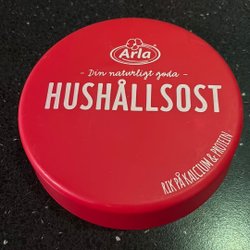 Arla
- Din naturligt goda -
HUSHÅLLSOST
RIK PÅ KALCIUM & PROTEIN